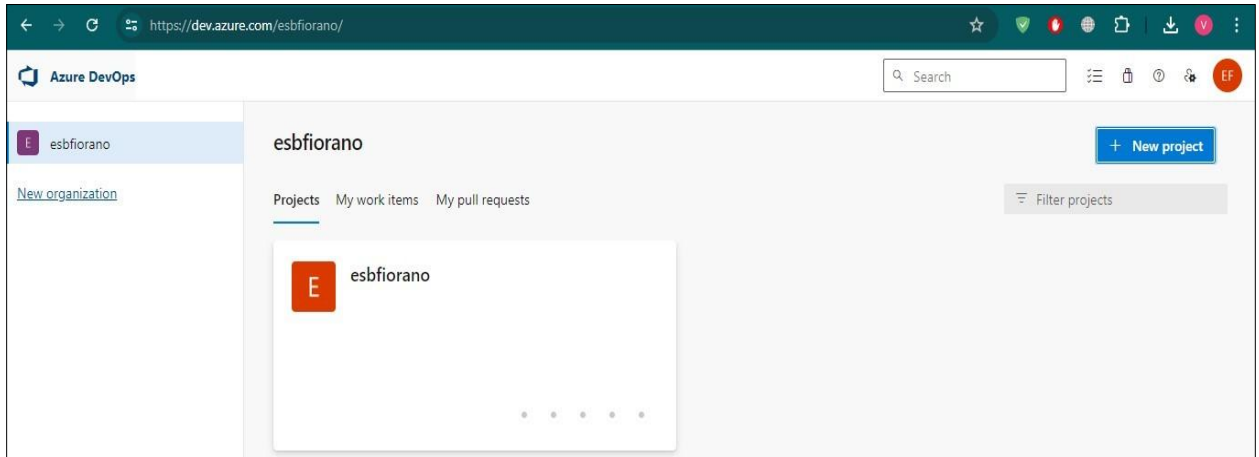 https://dev.azure.com/esbfiorano/
V
Azure DevOps
Search
EF
E esbfiorano
New organization
esbfiorano
+ New project
Projects My work items My pull requests
Filter projects
E esbfiorano